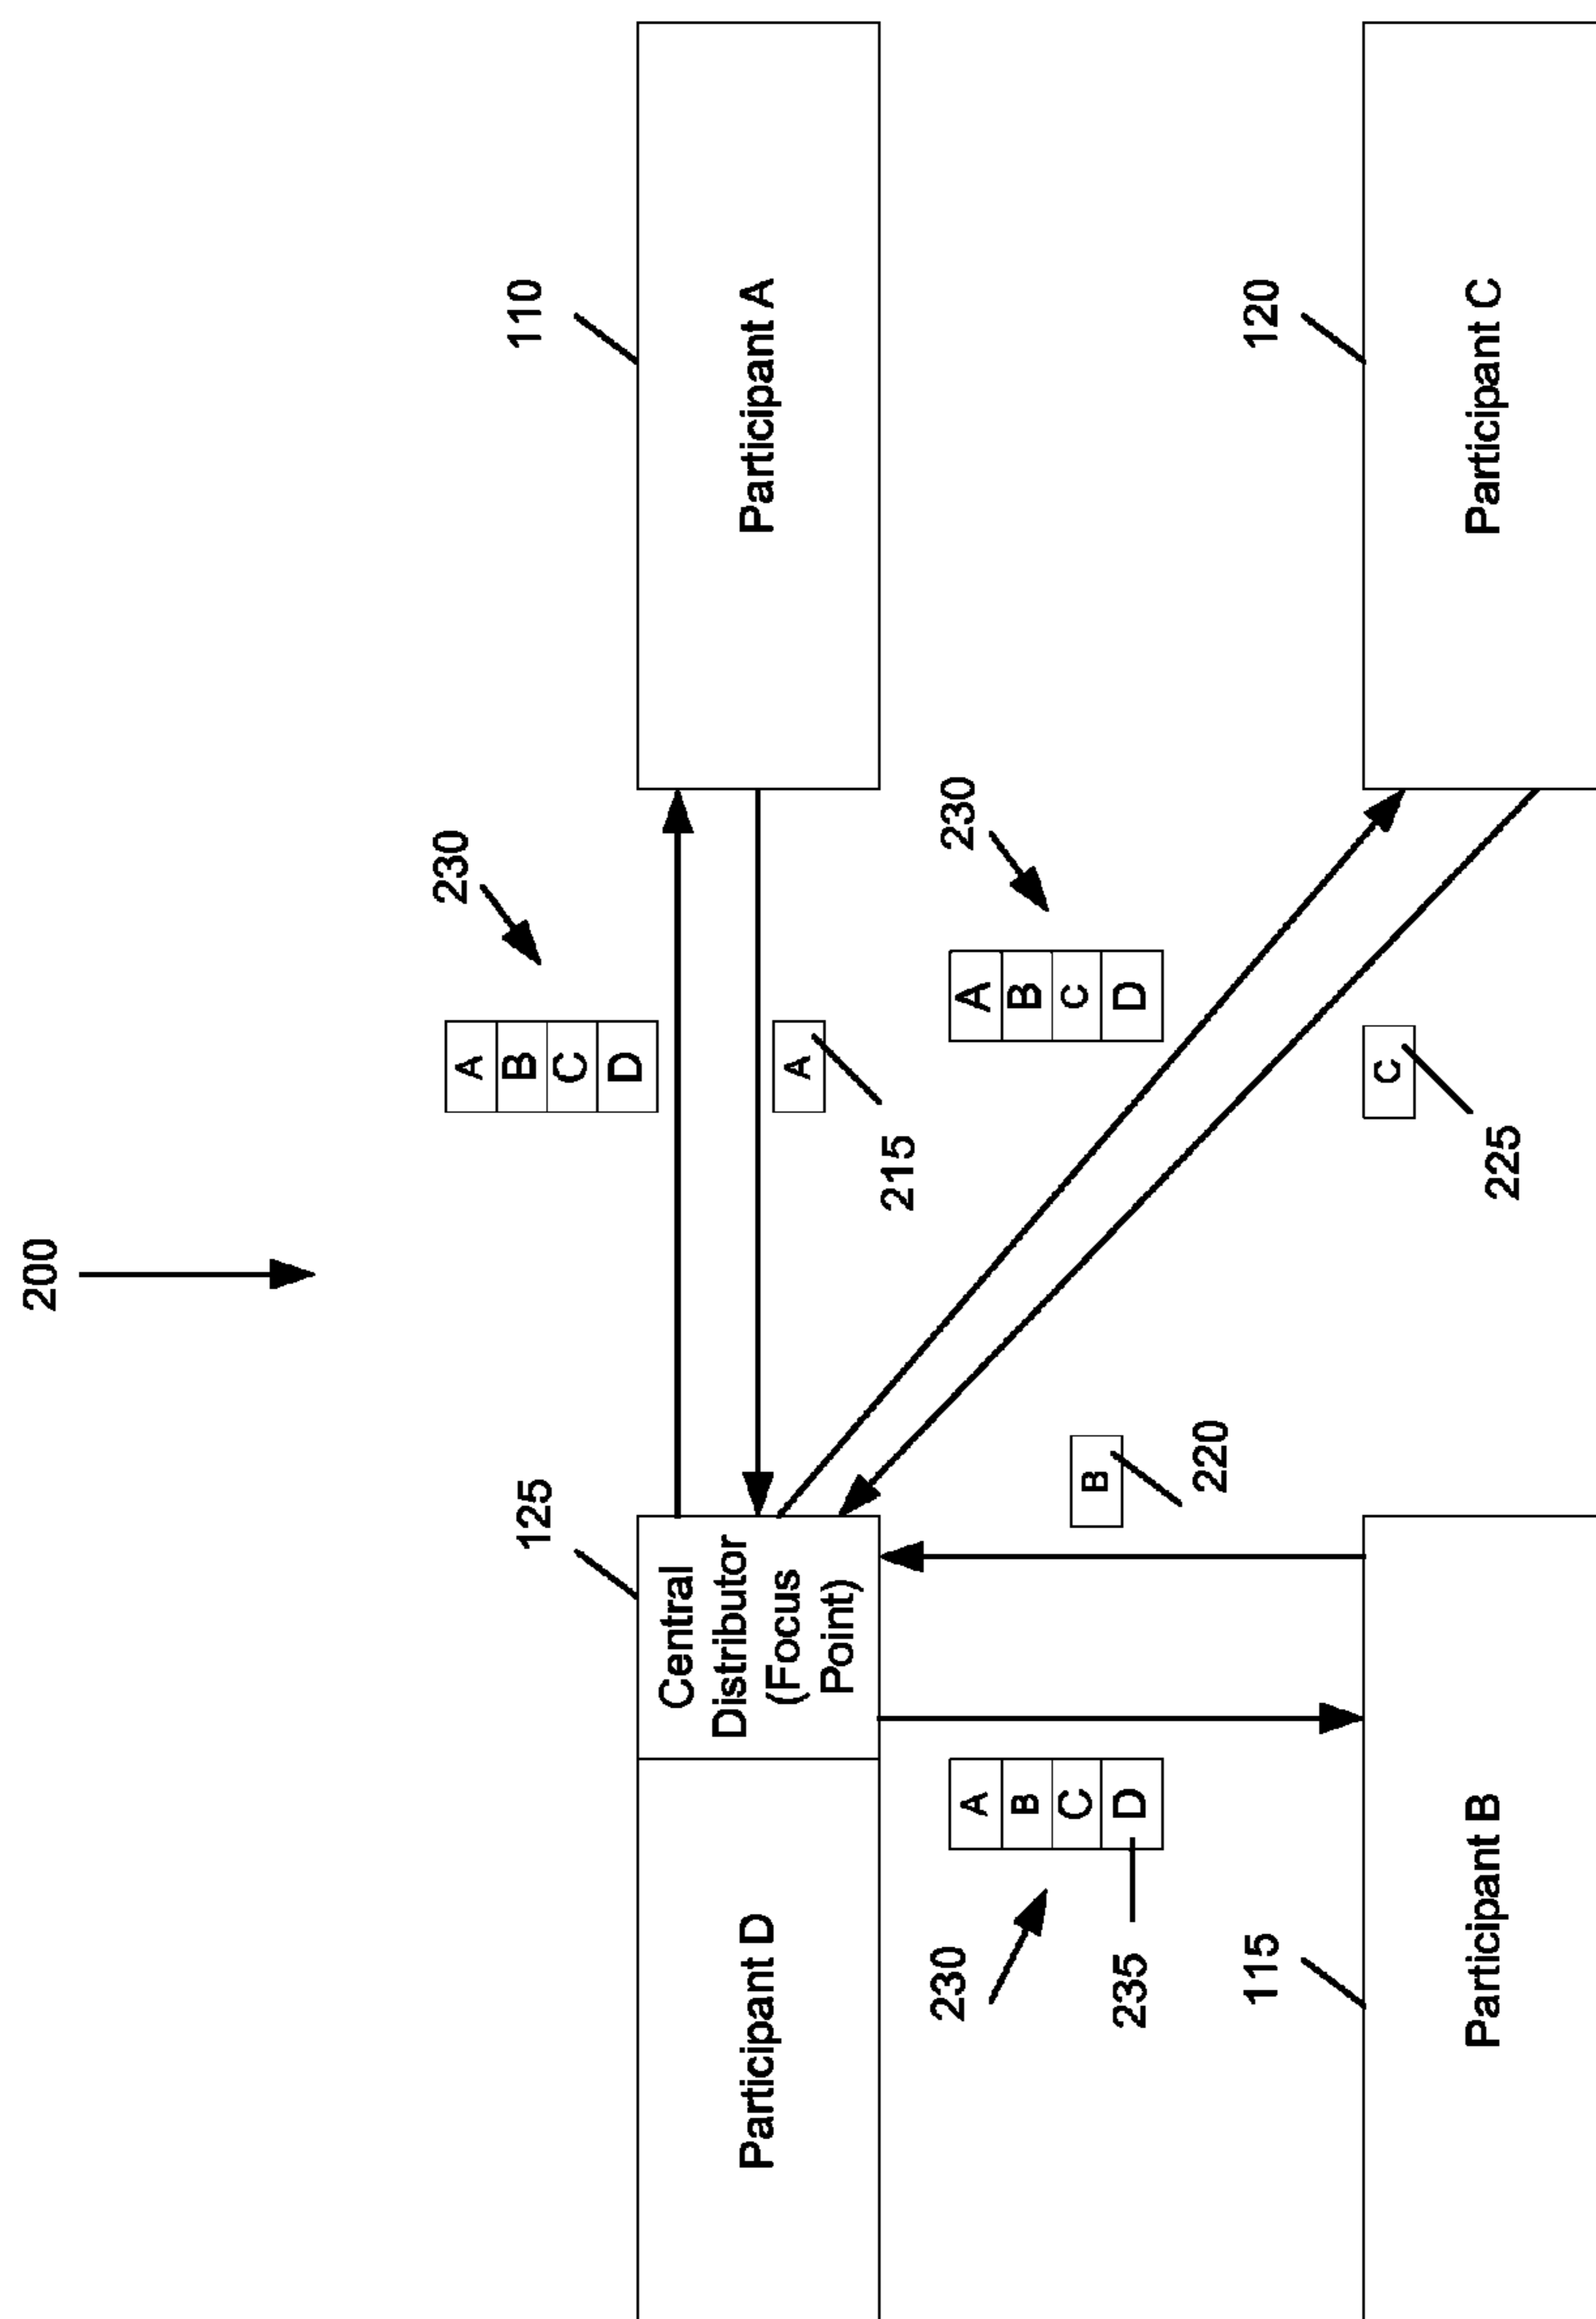 200
230
A
B
C
D
125
110
Participant D
Central
Distributor
(Focus
Point)
Participant A
A
215
230
A
B
C
D
235
230
A
B
C
D
B
220
115
120
C
225
Participant B
Participant C